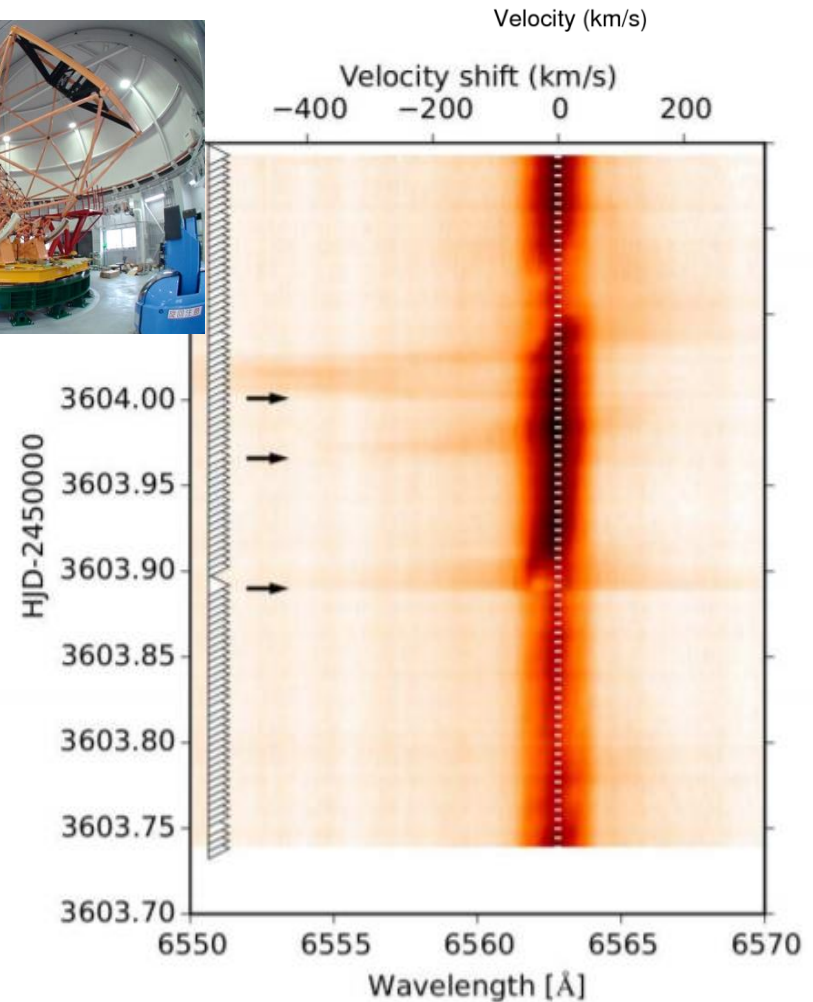 Velocity (km/s)
Velocity shift (km/s)
−400 −200 0 200
3604.00
3603.95
3603.90
3603.85
3603.80
3603.75
3603.70
HJD-2450000
6550 6555 6560 6565 6570
Wavelength [Å]